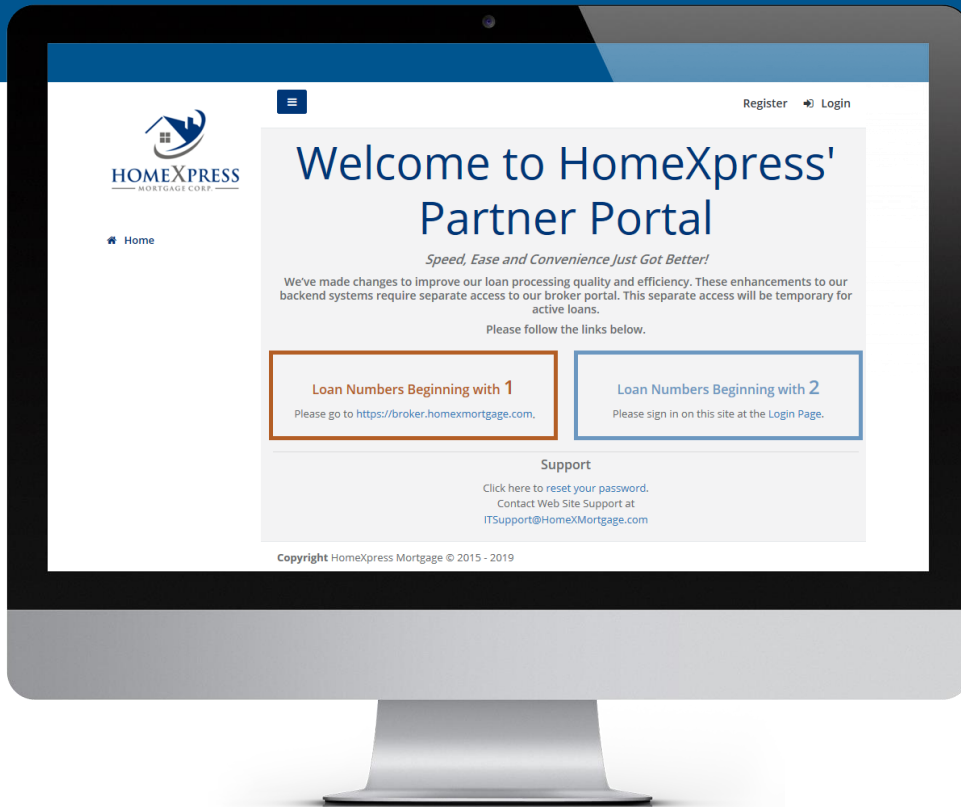 Register Login
HOMEXPRESS
MORTGAGE CORP.
Home
Welcome to HomeXpress'
Partner Portal
Speed, Ease and Convenience Just Got Better!
We've made changes to improve our loan processing quality and efficiency. These enhancements to our
backend systems require separate access to our broker portal. This separate access will be temporary for
active loans.
Please follow the links below.
Loan Numbers Beginning with 1
Please go to https://broker.homexmortgage.com.
Loan Numbers Beginning with 2
Please sign in on this site at the Login Page.
Support
Click here to reset your password.
Contact Web Site Support at
ITSupport@HomeXMortgage.com
Copyright HomeXpress Mortgage © 2015 - 2019